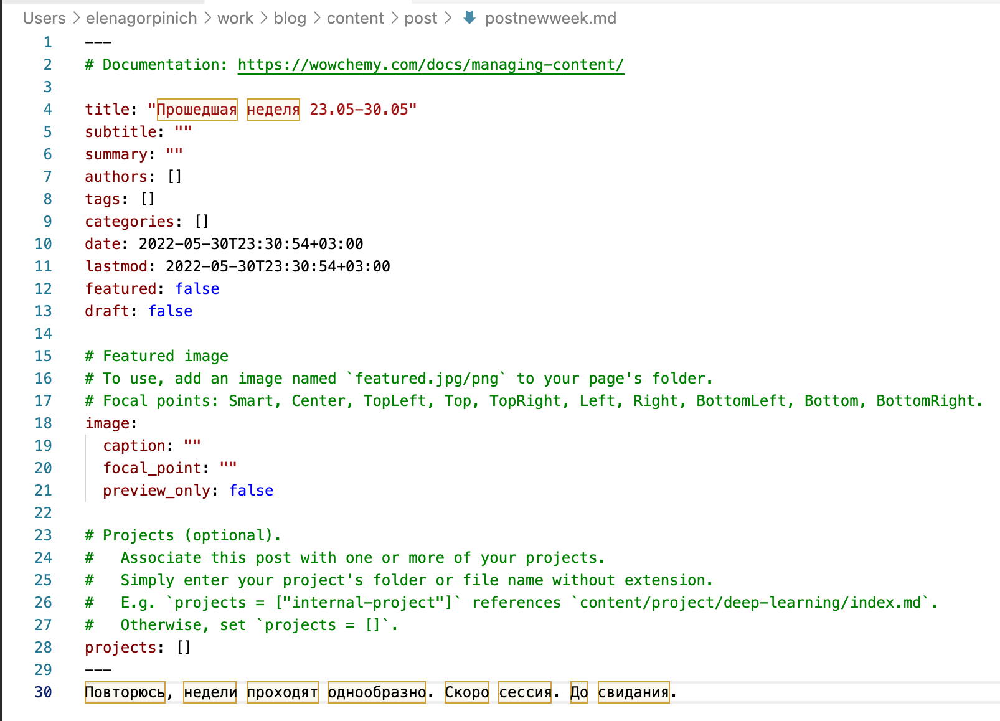 Users > elenagorpinich > work > blog > content > post > postnewweek.md
1 ---
2 # Documentation: https://wowchemy.com/docs/managing-content/
3
4 title: "Прошедшая неделя 23.05-30.05"
5 subtitle: ""
6 summary: ""
7 authors: []
8 tags: []
9 categories: []
10 date: 2022-05-30T23:30:54+03:00
11 lastmod: 2022-05-30T23:30:54+03:00
12 featured: false
13 draft: false
14
15 # Featured image
16 # To use, add an image named `featured.jpg/png` to your page's folder.
17 # Focal points: Smart, Center, TopLeft, Top, TopRight, Left, Right, BottomLeft, Bottom, BottomRight.
18 image:
19   caption: ""
20   focal_point: ""
21   preview_only: false
22
23 # Projects (optional).
24 #   Associate this post with one or more of your projects.
25 #   Simply enter your project's folder or file name without extension.
26 #   E.g. `projects = ["internal-project"]` references `content/project/deep-learning/index.md`.
27 #   Otherwise, set `projects = []`.
28 projects: []
29 ---
30 Повторюсь, недели проходят однообразно. Скоро сессия. До свидания.